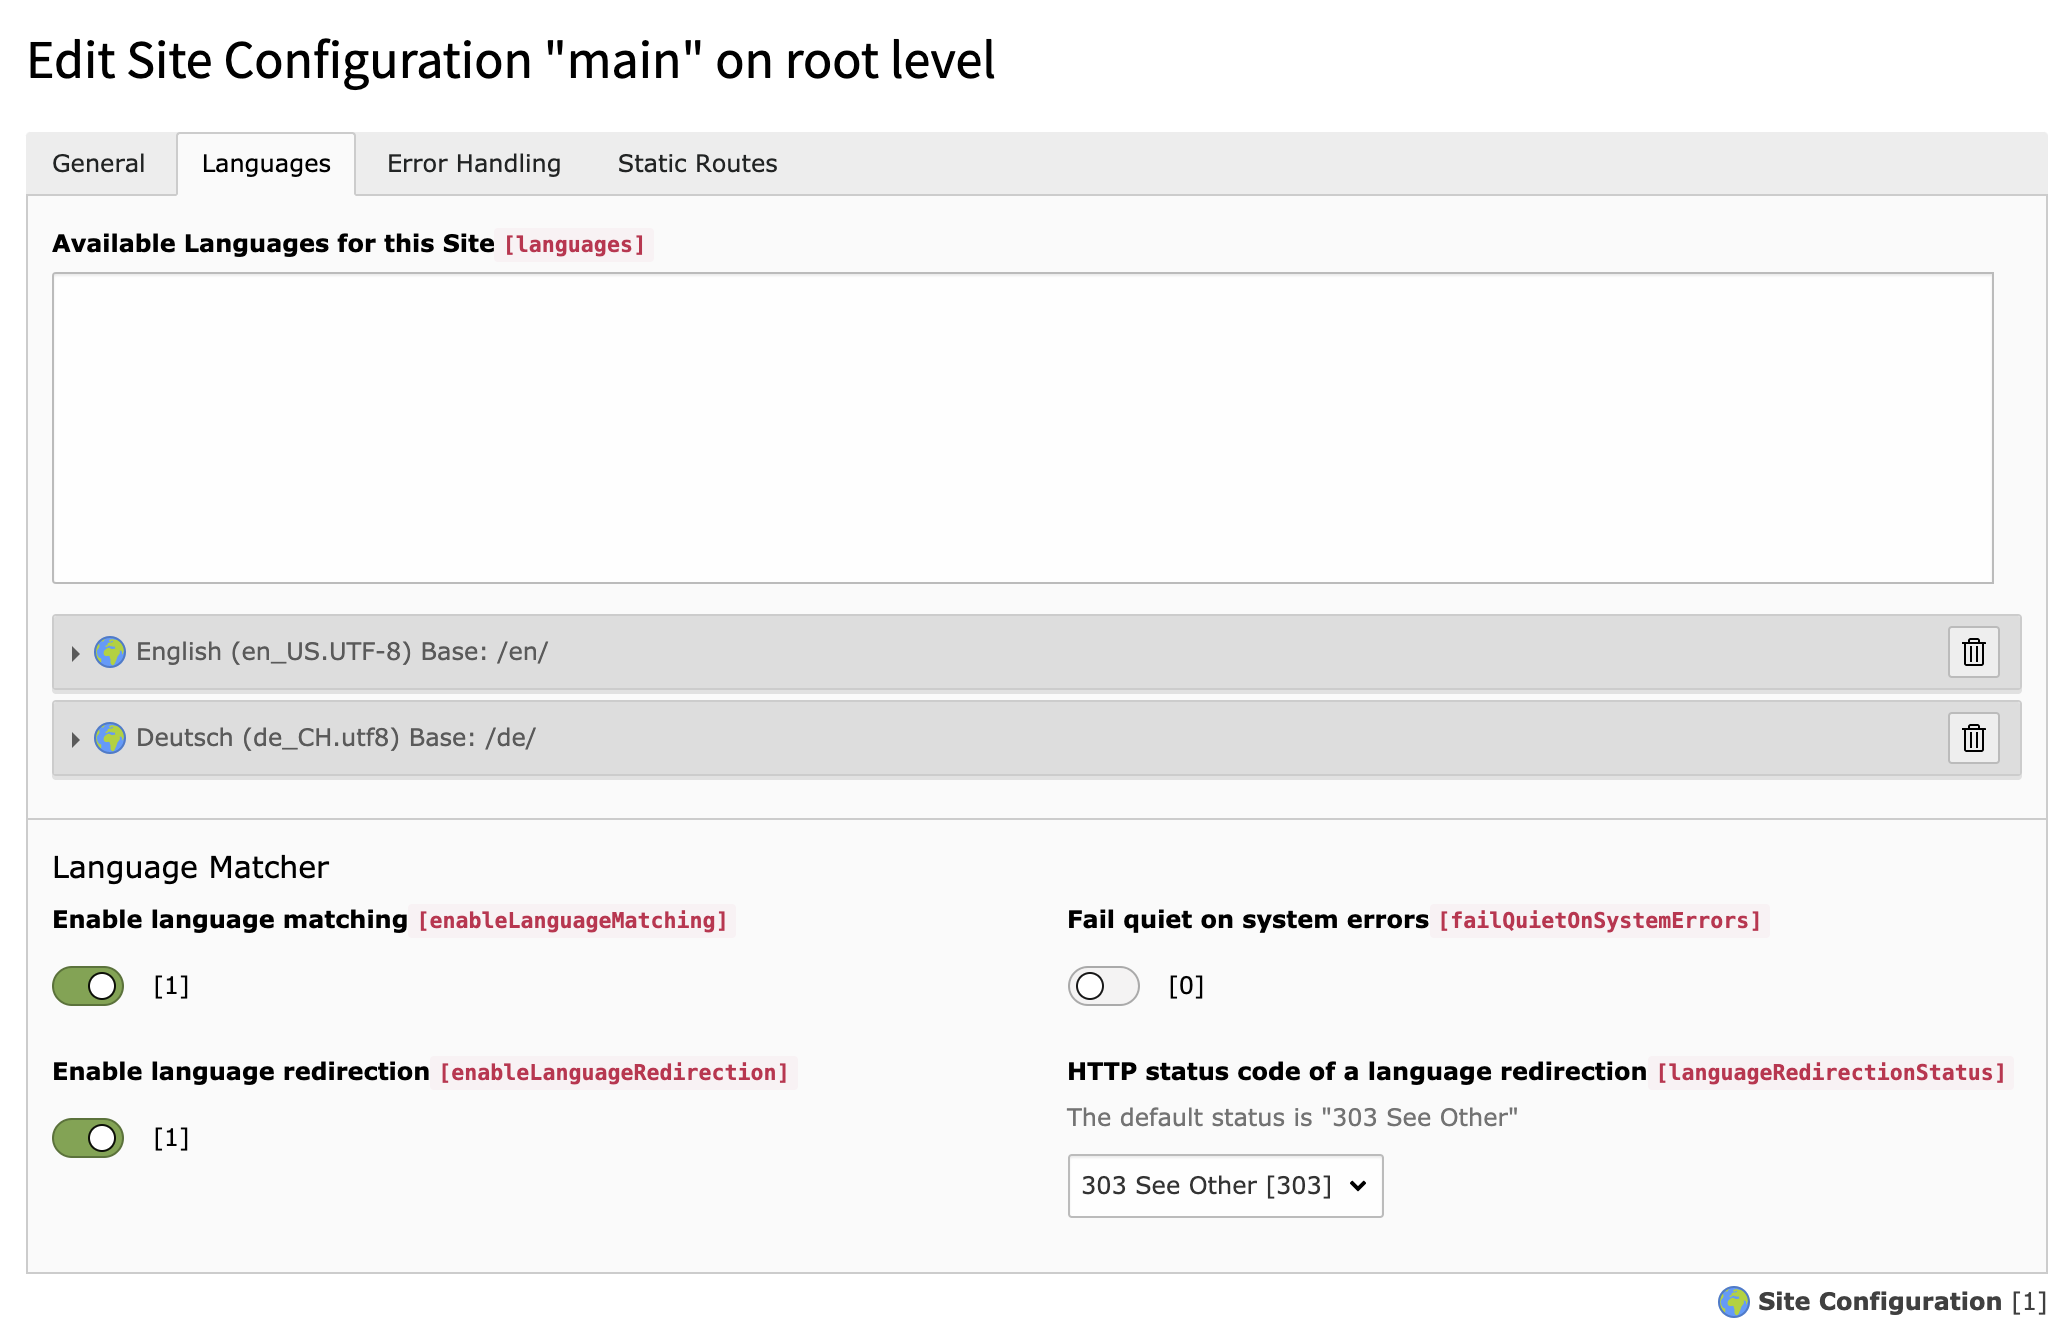 Edit Site Configuration "main" on root level
General Languages Error Handling Static Routes
Available Languages for this Site [languages]
English (en_US.UTF-8) Base: /en/
Deutsch (de_CH.utf8) Base: /de/
Language Matcher
Enable language matching [enableLanguageMatching]
[1]
Fail quiet on system errors [failQuietOnSystemErrors]
[0]
Enable language redirection [enableLanguageRedirection]
[1]
HTTP status code of a language redirection [languageRedirectionStatus]
The default status is "303 See Other"
303 See Other [303]
Site Configuration [1]